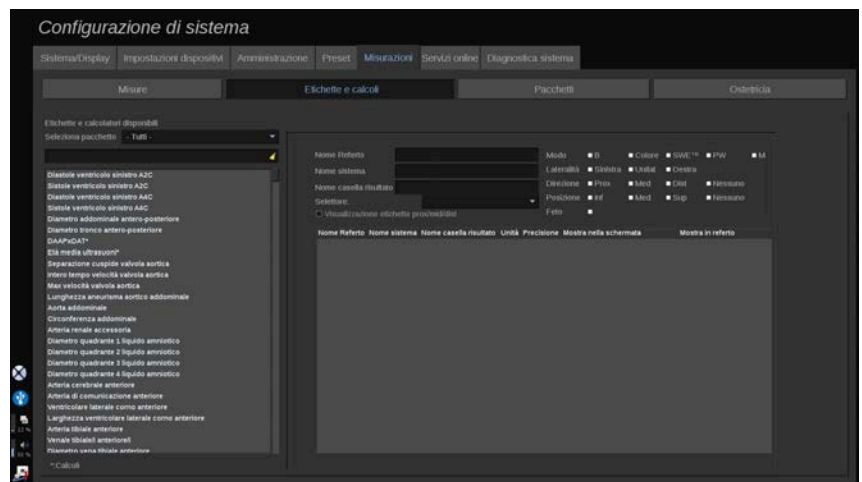 Configurazione di sistema
Sistema/Display Impostazioni dispositivi Amministrazione Preset Misurazioni Servizi online Diagnostica sistema
Misure Etichette e calcoli Pacchetti Ostetricia
Etichette e calcolatori disponibili
Seleziona pacchetto - Tutti -
Diastole ventricolo sinistro A2C
Sistole ventricolo sinistro A2C
Diastole ventricolo sinistro A4C
Sistole ventricolo sinistro A4C
Diametro addominale antero-posteriore
Diametro tronco antero-posteriore
DAAPxDAT*
Età media ultrasuoni*
Separazione cuspide valvola aortica
Intero tempo velocità valvola aortica
Max velocità valvola aortica
Lunghezza aneurisma aortico addominale
Aorta addominale
Circonferenza addominale
Arteria renale accessoria
Diametro quadrante 1 liquido amniotico
Diametro quadrante 2 liquido amniotico
Diametro quadrante 3 liquido amniotico
Diametro quadrante 4 liquido amniotico
Arteria cerebrale anteriore
Arteria di comunicazione anteriore
Ventricolare laterale corno anteriore
Larghezza ventricolare laterale corno anteriore
Arteria tibiale anteriore
Venale tibiale/i anteriore/i
Diametro vena tibiale anteriore
*:Calcoli
Nome Referto
Nome sistema
Nome casella risultato
Selettore
Visualizzazione etichette prox/mid/dist
Modo B Colore SWE™ PW M
Lateralità Sinistra Unilat Destra
Direzione Prox Med Dist Nessuno
Posizione Inf Med Sup Nessuno
Feto
Nome Referto Nome sistema Nome casella risultato Unità Precisione Mostra nella schermata Mostra in referto